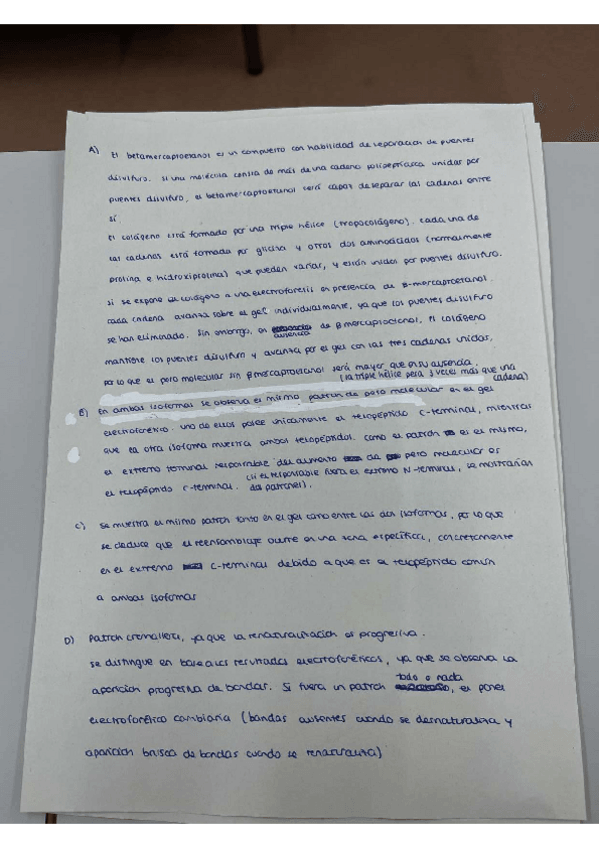 A) El betamercaptoetanol es un compuesto con habilidad de separación de puentes
disulfuro. Si una molécula consta de más de una cadena polipeptídica unidas por
puentes disulfuro, el betamercaptoetanol será capaz de separar las cadenas entre
sí.
El colágeno está formado por una triple hélice (tropocolágeno). Cada una de
las cadenas está formada por glicina y otros dos aminoácidos (normalmente
prolina e hidroxiprolina) que pueden variar, y están unidos por puentes disulfuro.
Si se expone el colágeno a una electroforesis en presencia de B-mercaptoetanol
cada cadena avanza sobre el gel individualmente, ya que los puentes disulfuro
se han eliminado. Sin embargo, en ausencia de Bmercaptoetanol, el colágeno
mantiene los puentes disulfuro y avanza por el gel con las tres cadenas unidas,
por lo que el peso molecular sin Bmercaptoetanol será mayor que en su ausencia.
(la triple hélice pesa 3 veces más que una cadena)
B) En ambas isoformas se observa el mismo patrón de peso molecular en el gel
electroforético. Uno de ellos posee únicamente el telopéptido C-terminal, mientras
que la otra isoforma muestra ambos telopéptidos. Como el patrón es el mismo,
el extremo terminal responsable del aumento de peso molecular es
el telopéptido C-terminal. (si el responsable fuera el extremo N-terminal, se mostrarían
dos patrones).
C) Se muestra el mismo patrón tanto en el gel como entre las dos isoformas, por lo que
se deduce que el reensamblaje ocurre en una zona específica, concretamente
en el extremo C-terminal debido a que es el telopéptido común
a ambas isoformas
D) Patrón cremallera, ya que la renaturalización es progresiva.
Se distingue en base a los resultados electroforéticos, ya que se observa la
aparición progresiva de bandas. Si fuera un patrón todo o nada, el panel
electroforético cambiaría (bandas ausentes cuando se desnaturaliza y
aparición brusca de bandas cuando se renaturaliza)